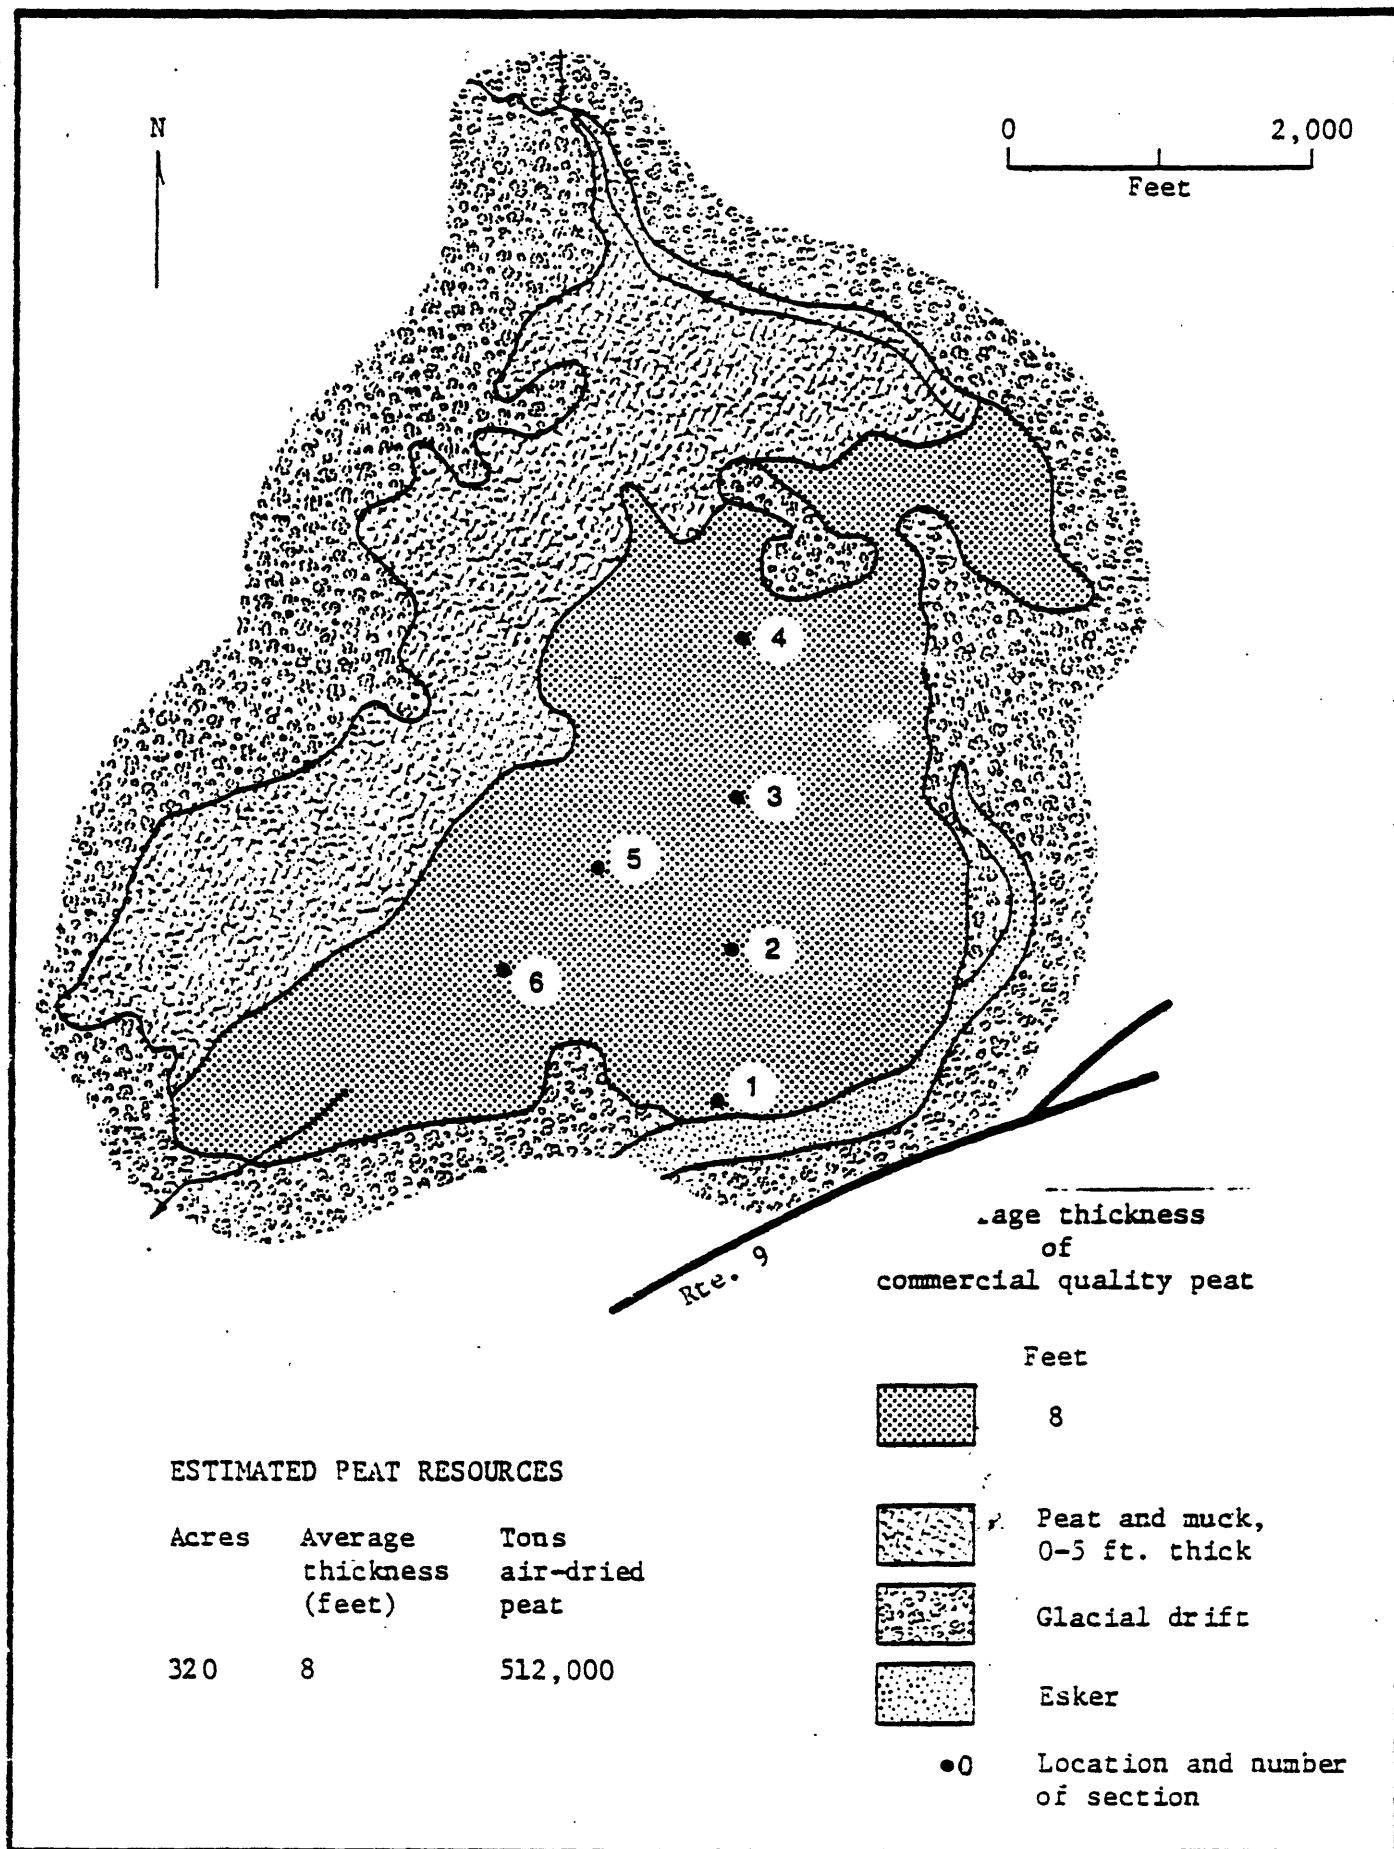 N
0 2,000
Feet
4
3
5
2
6
1
Rte. 9
age thickness
of
commercial quality peat
Feet
8
ESTIMATED PEAT RESOURCES
Acres Average Tons
thickness air-dried
(feet) peat
320 8 512,000
Peat and muck,
0-5 ft. thick
Glacial drift
Esker
●0 Location and number
of section